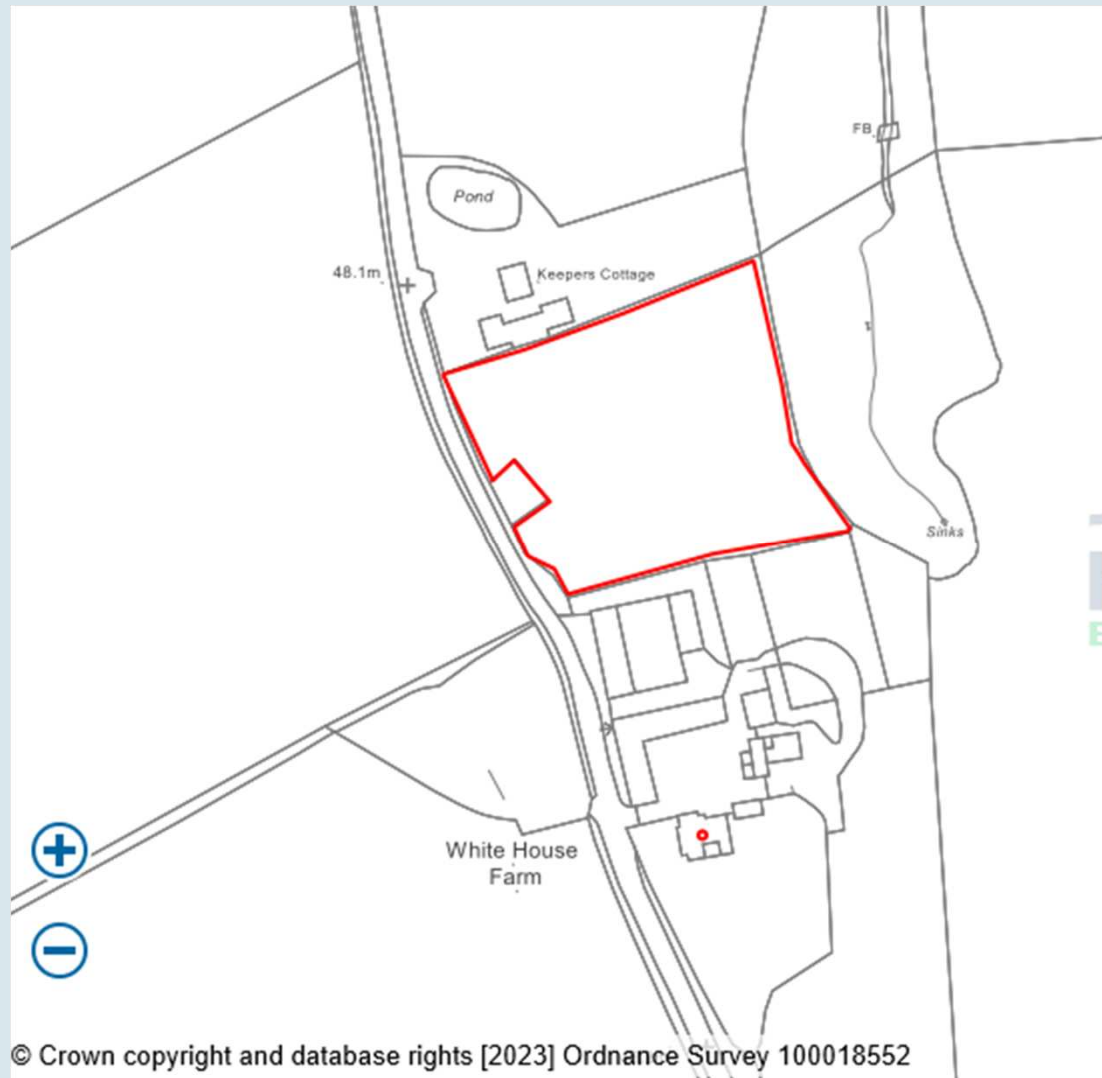 FB
Pond
48.1m
Keepers Cottage
Sinks
White House
Farm
© Crown copyright and database rights [2023] Ordnance Survey 100018552